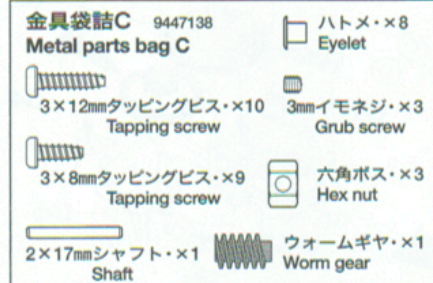 金具袋詰C 9447138
Metal parts bag C
3×12mmタッピングビス・×10
Tapping screw
3×8mmタッピングビス・×9
Tapping screw
2×17mmシャフト・×1
Shaft
ハトメ・×8
Eyelet
3mmイモネジ・×3
Grub screw
六角ボス・×3
Hex nut
ウォームギヤ・×1
Worm gear